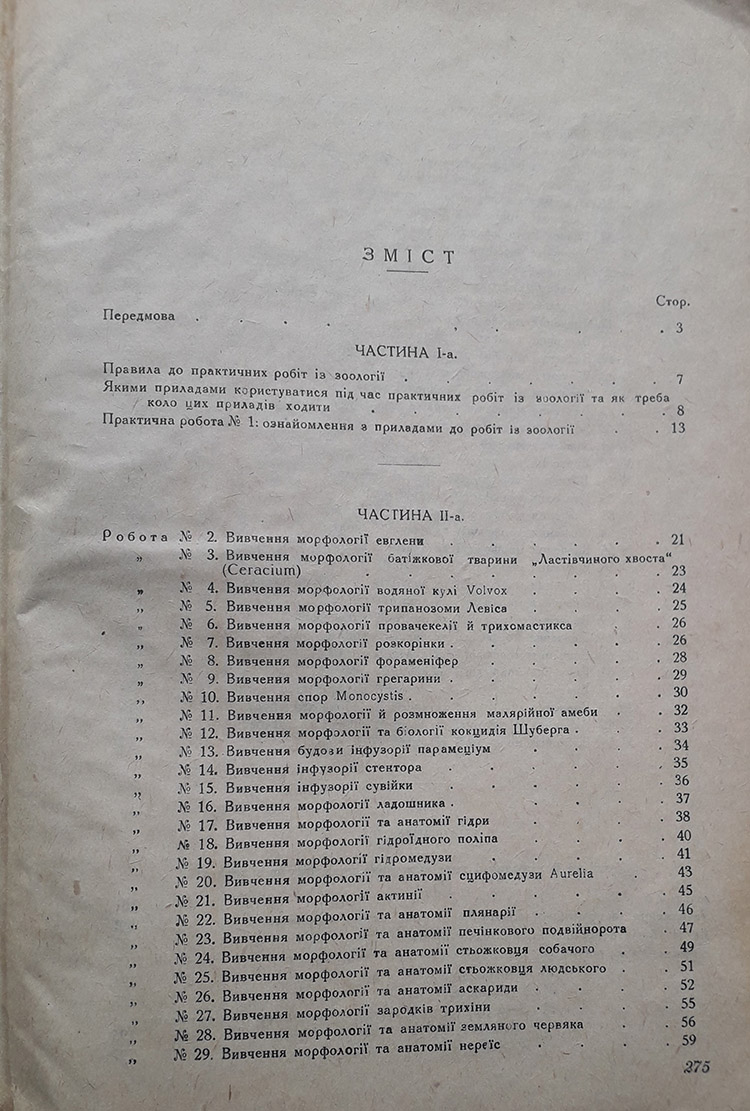 ЗМІСТ
Стор.
Передмова . . . . . . . . 3
ЧАСТИНА І-а.
Правила до практичних робіт із зоології . . . . . . 7
Якими приладами користуватися під час практичних робіт із зоології та як треба
коло цих приладів ходити . . . . . . . 8
Практична робота № 1: ознайомлення з приладами до робіт із зоології . . 13
ЧАСТИНА ІІ-а.
Робота № 2. Вивчення морфології евглени . . . . . . 21
„ № 3. Вивчення морфології батіжкової тварини „Ластівчиного хвоста“
(Ceracium) . . . . . . . 23
„ № 4. Вивчення морфології водяної кулі Volvox . . . . 24
„ № 5. Вивчення морфології трипанозоми Левіса . . . . 25
„ № 6. Вивчення морфології провачекелії й трихомастикса . . 26
„ № 7. Вивчення морфології розкорінки . . . . . 26
„ № 8. Вивчення морфології фораменіфер . . . . 28
„ № 9. Вивчення морфології грегарини . . . . . 29
„ № 10. Вивчення спор Monocystis . . . . . . 30
„ № 11. Вивчення морфології й розмноження малярійної амеби . . 32
„ № 12. Вивчення морфології та біології кокцидія Шуберга . . . 33
„ № 13. Вивчення будови інфузорії парамеціум . . . . 34
„ № 14. Вивчення інфузорії стентора . . . . . 35
„ № 15. Вивчення інфузорії сувійки . . . . . 36
„ № 16. Вивчення морфології ладошника . . . . . 37
„ № 17. Вивчення морфології та анатомії гідри . . . . 38
„ № 18. Вивчення морфології гідроїдного поліпа . . . . 40
„ № 19. Вивчення морфології гідромедузи . . . . 41
„ № 20. Вивчення морфології та анатомії сцифомедузи Aurelia . 43
„ № 21. Вивчення морфології актинії . . . . . 45
„ № 22. Вивчення морфології та анатомії плянарії . . . . 46
„ № 23. Вивчення морфології та анатомії печінкового подвійнорота . 47
„ № 24. Вивчення морфології та анатомії стьожковця собачого . . 49
„ № 25. Вивчення морфології та анатомії стьожковця людського . . 51
„ № 26. Вивчення морфології та анатомії аскариди . . . . 52
„ № 27. Вивчення морфології зародків трихіни . . . . 55
„ № 28. Вивчення морфології та анатомії земляного червяка . . 56
„ № 29. Вивчення морфології та анатомії нереїс . . . . 59
275